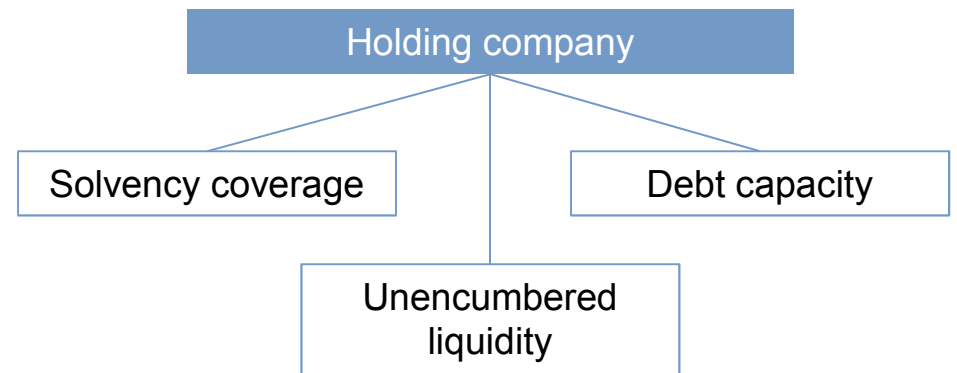 Holding company
Solvency coverage
Debt capacity
Unencumbered
liquidity